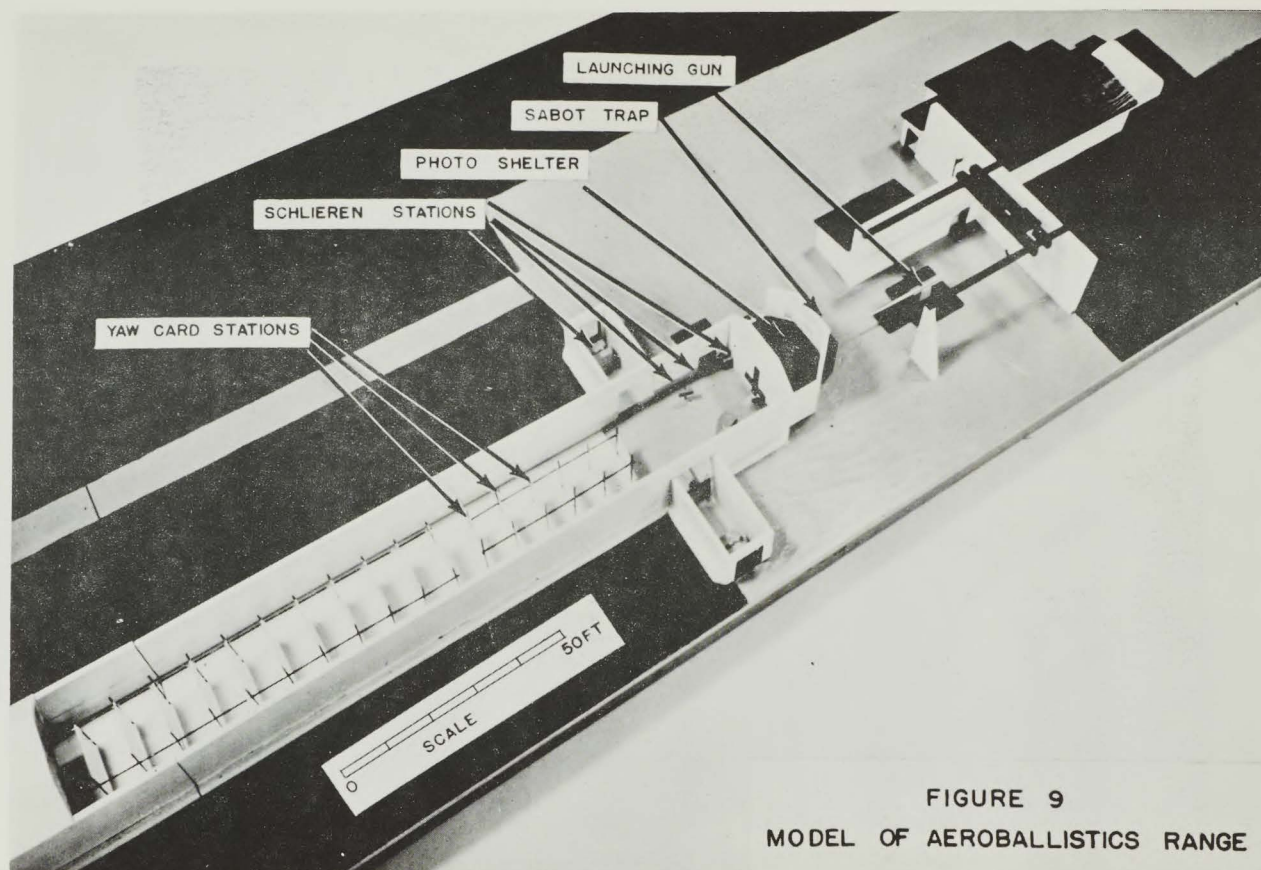 LAUNCHING GUN
SABOT TRAP
PHOTO SHELTER
SCHLIEREN STATIONS
YAW CARD STATIONS
50FT
SCALE
0
FIGURE 9
MODEL OF AEROBALLISTICS RANGE